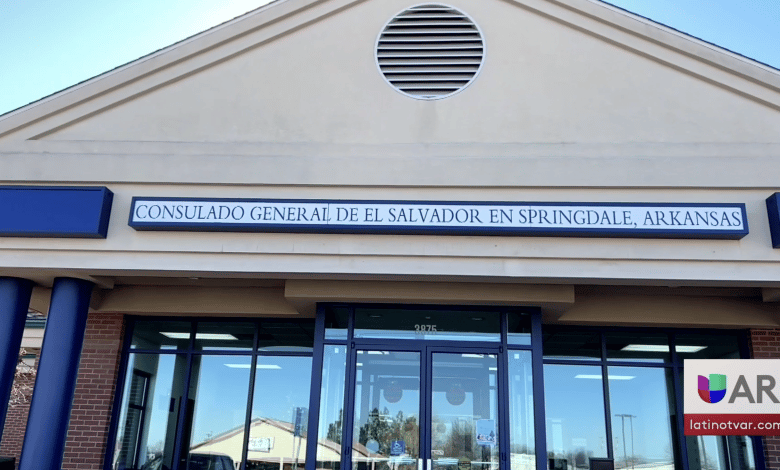 CONSULADO GENERAL DE EL SALVADOR EN SPRINGDALE, ARKANSAS
3875
AR
latinotvar.com